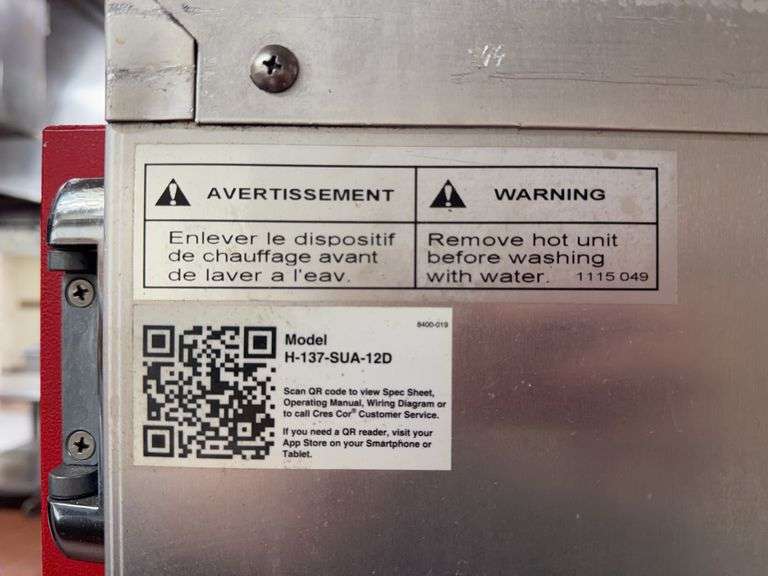 44
AVERTISSEMENT
Enlever le dispositif
de chauffage avant
de laver a l'eav.
WARNING
Remove hot unit
before washing
with water. 1115 049
8400-019
Model
H-137-SUA-12D
Scan QR code to view Spec Sheet,
Operating Manual, Wiring Diagram or
to call Cres Cor® Customer Service.
If you need a QR reader, visit your
App Store on your Smartphone or
Tablet.